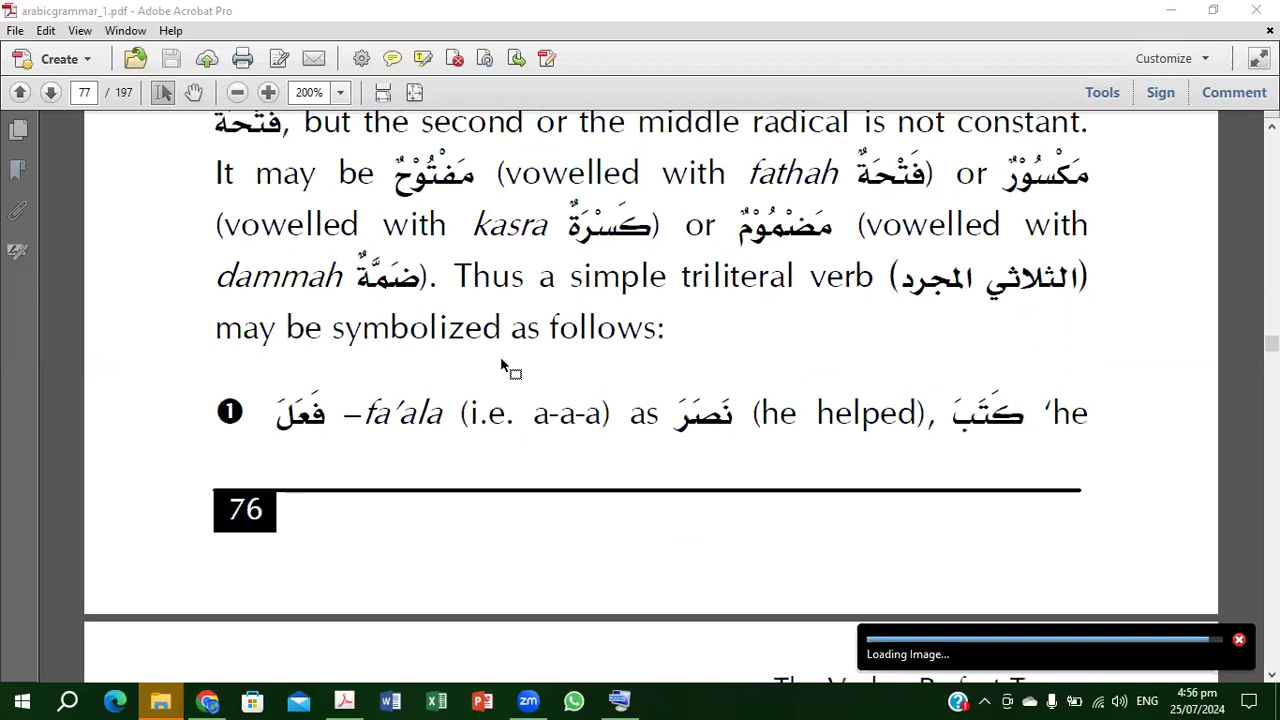 arabicgrammar_1.pdf - Adobe Acrobat Pro
File Edit View Window Help
Create Customize
77 / 197 200% Tools Sign Comment
فَتْحَةٌ, but the second or the middle radical is not constant.
It may be مَفْتُوْحٌ (vowelled with fathah فَتْحَةٌ) or مَكْسُوْرٌ
(vowelled with kasra كَسْرَةٌ) or مَضْمُوْمٌ (vowelled with
dammah ضَمَّةٌ). Thus a simple triliteral verb (الثلاثي المجرد)
may be symbolized as follows:
❶ فَعَلَ –fa’ala (i.e. a-a-a) as نَصَرَ (he helped), كَتَبَ ‘he
76
Loading Image...
4:56 pm
ENG
25/07/2024